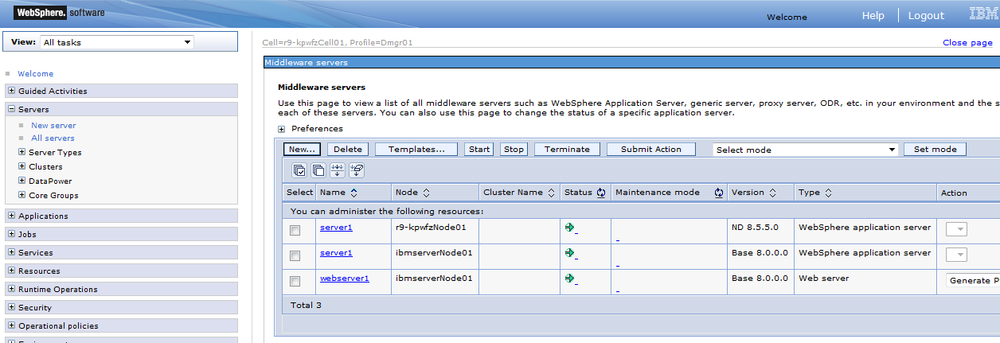 WebSphere. software
Welcome Help Logout IBM
View: All tasks
Cell=r9-kpwfzCell01, Profile=Dmgr01 Close page
Middleware servers
Welcome
Guided Activities
Servers
New server
All servers
Server Types
Clusters
DataPower
Core Groups
Applications
Jobs
Services
Resources
Runtime Operations
Security
Operational policies
Middleware servers
Use this page to view a list of all middleware servers such as WebSphere Application Server, generic server, proxy server, ODR, etc. in your environment and the s
each of these servers. You can also use this page to change the status of a specific application server.
Preferences
New... Delete Templates... Start Stop Terminate Submit Action Select mode Set mode
Select Name Node Cluster Name Status Maintenance mode Version Type Action
You can administer the following resources:
server1 r9-kpwfzNode01 ND 8.5.5.0 WebSphere application server
server1 ibmserverNode01 Base 8.0.0.0 WebSphere application server
webserver1 ibmserverNode01 Base 8.0.0.0 Web server Generate P
Total 3